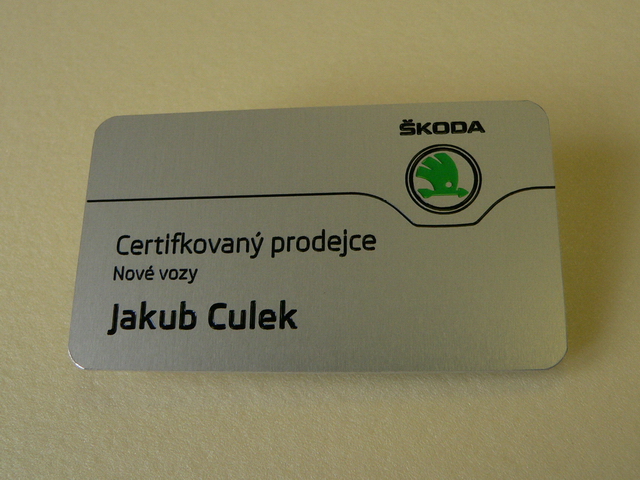 ŠKODA
Certifkovaný prodejce
Nové vozy
Jakub Culek